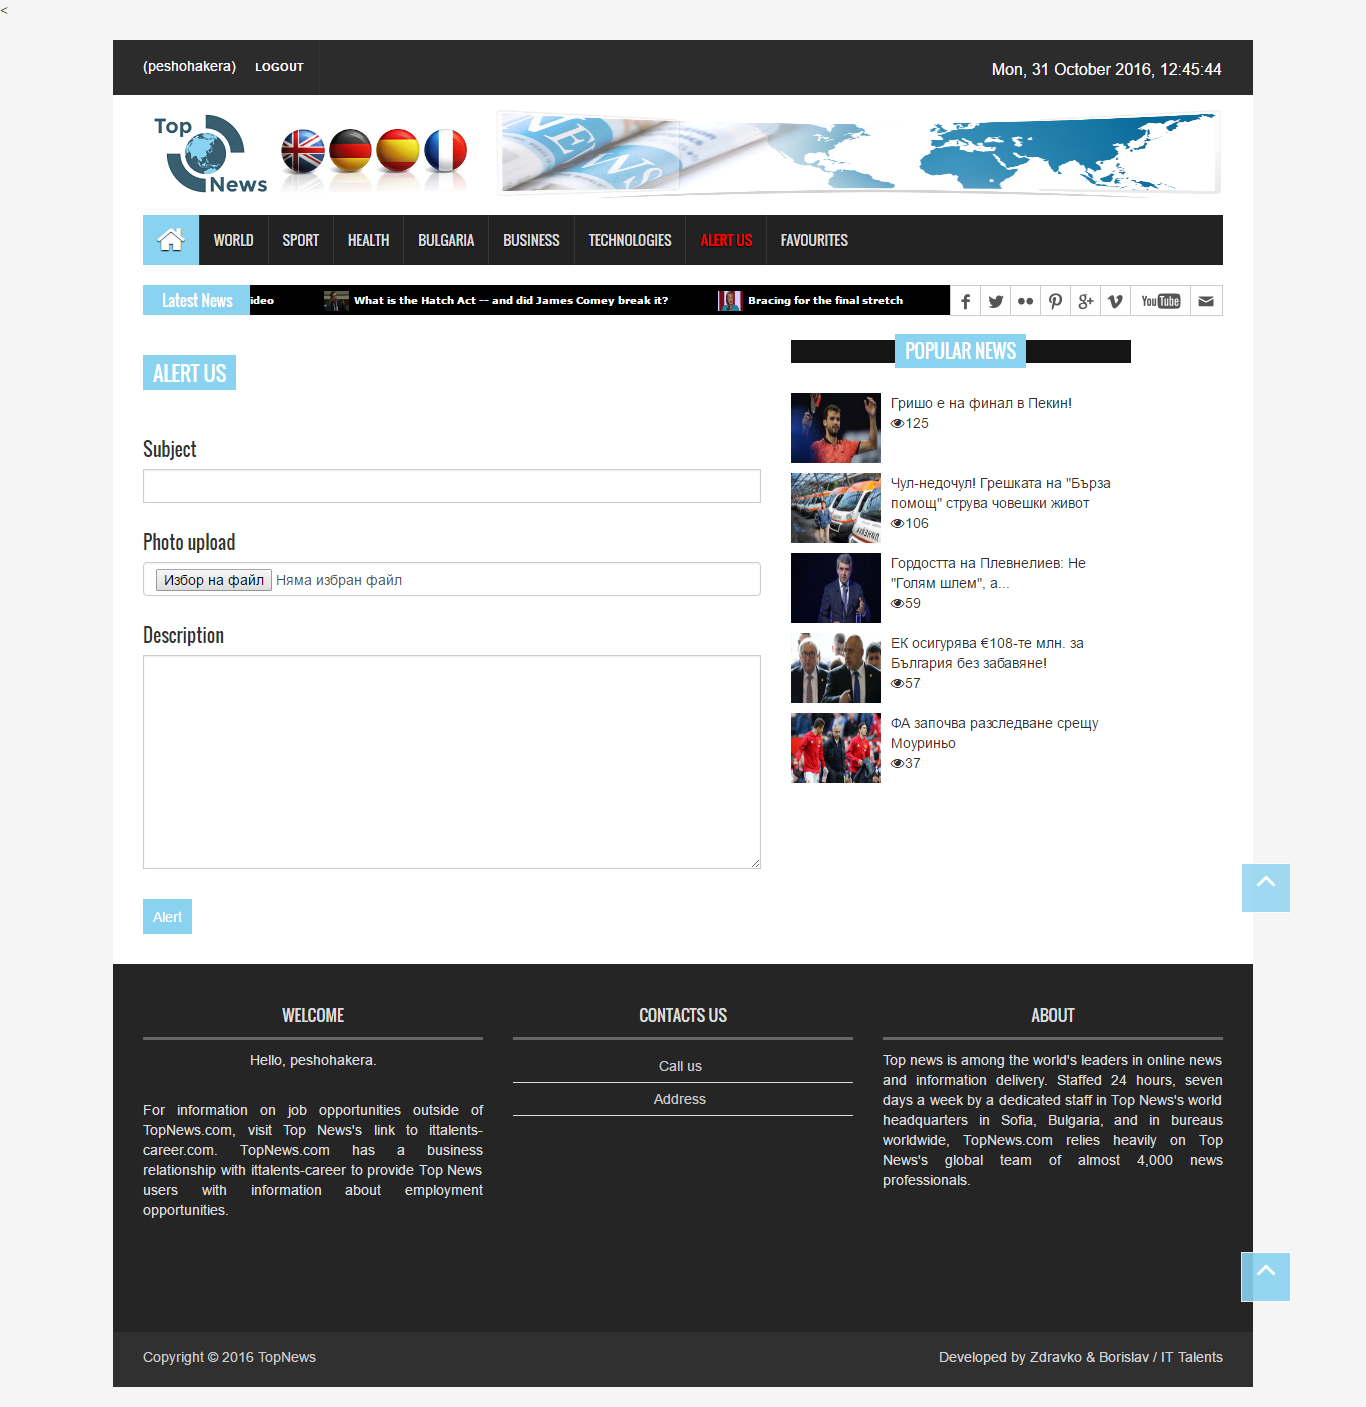 <
(peshohakera) LOGOUT
Mon, 31 October 2016, 12:45:44
Top
News
NEWS
WORLD SPORT HEALTH BULGARIA BUSINESS TECHNOLOGIES ALERT US FAVOURITES
Latest News
ideo What is the Hatch Act -- and did James Comey break it? Bracing for the final stretch
You Tube
ALERT US
Subject
Photo upload
Избор на файл Няма избран файл
Description
Alert
POPULAR NEWS
Гришо е на финал в Пекин!
125
Чул-недочул! Грешката на "Бърза
помощ" струва човешки живот
106
Гордостта на Плевнелиев: Не
"Голям шлем", а...
59
ЕК осигурява €108-те млн. за
България без забавяне!
57
ФА започва разследване срещу
Моуриньо
37
WELCOME
Hello, peshohakera.
For information on job opportunities outside of
TopNews.com, visit Top News's link to ittalents-
career.com. TopNews.com has a business
relationship with ittalents-career to provide Top News
users with information about employment
opportunities.
CONTACTS US
Call us
Address
ABOUT
Top news is among the world's leaders in online news
and information delivery. Staffed 24 hours, seven
days a week by a dedicated staff in Top News's world
headquarters in Sofia, Bulgaria, and in bureaus
worldwide, TopNews.com relies heavily on Top
News's global team of almost 4,000 news
professionals.
Copyright © 2016 TopNews
Developed by Zdravko & Borislav / IT Talents